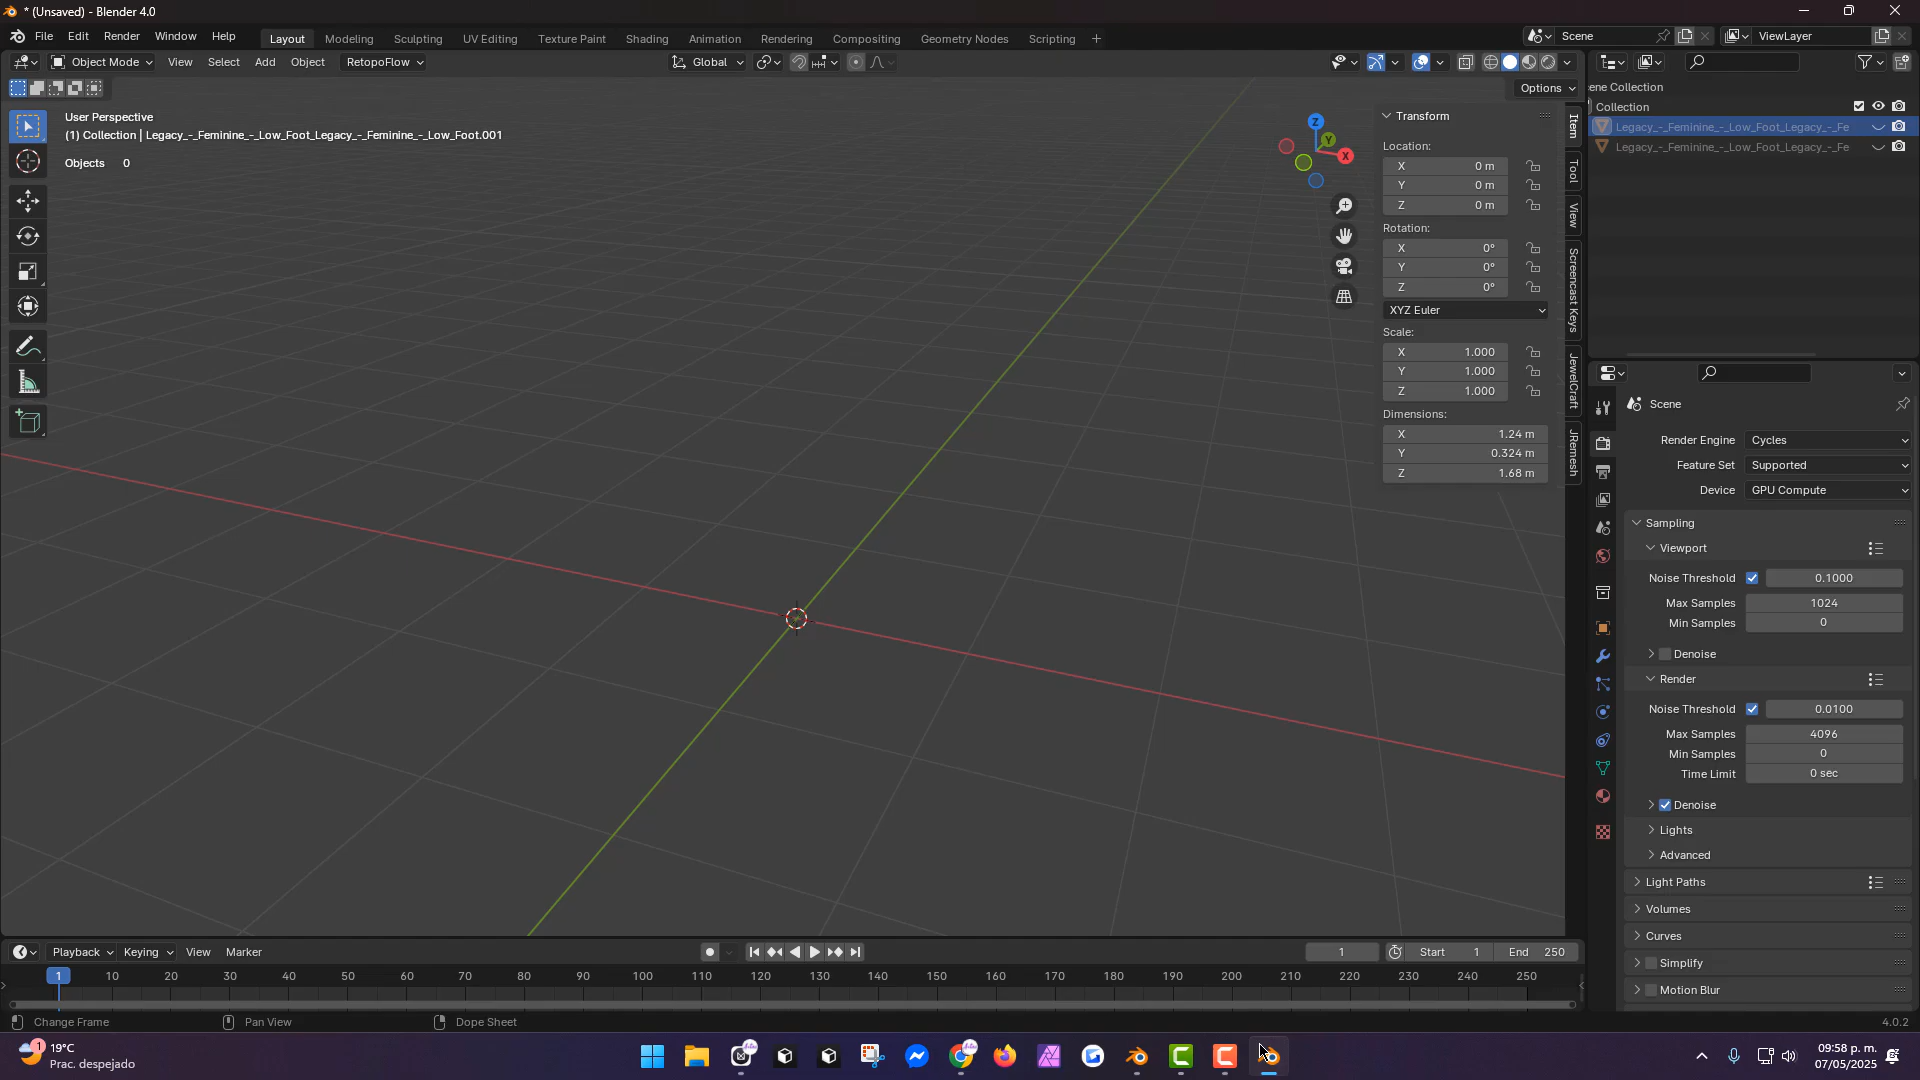 * (Unsaved) - Blender 4.0
File Edit Render Window Help
Layout Modeling Sculpting UV Editing Texture Paint Shading Animation Rendering Compositing Geometry Nodes Scripting +
Scene
ViewLayer
Object Mode View Select Add Object RetopoFlow
Global
Options
User Perspective
(1) Collection | Legacy_-_Feminine_-_Low_Foot_Legacy_-_Feminine_-_Low_Foot.001
Objects 0
Z
Y
X
Transform
Location:
X 0 m
Y 0 m
Z 0 m
Rotation:
X 0°
Y 0°
Z 0°
XYZ Euler
Scale:
X 1.000
Y 1.000
Z 1.000
Dimensions:
X 1.24 m
Y 0.324 m
Z 1.68 m
Item
Tool
View
Screencast Keys
JewelCraft
JRemesh
ene Collection
Collection
Legacy_-_Feminine_-_Low_Foot_Legacy_-_Fe
Legacy_-_Feminine_-_Low_Foot_Legacy_-_Fe
Scene
Render Engine Cycles
Feature Set Supported
Device GPU Compute
Sampling
Viewport
Noise Threshold 0.1000
Max Samples 1024
Min Samples 0
Denoise
Render
Noise Threshold 0.0100
Max Samples 4096
Min Samples 0
Time Limit 0 sec
Denoise
Lights
Advanced
Light Paths
Volumes
Curves
Simplify
Motion Blur
Playback Keying View Marker
1
Start 1
End 250
1 10 20 30 40 50 60 70 80 90 100 110 120 130 140 150 160 170 180 190 200 210 220 230 240 250
Change Frame Pan View Dope Sheet
4.0.2
1
19°C
Prac. despejado
09:58 p. m.
07/05/2025